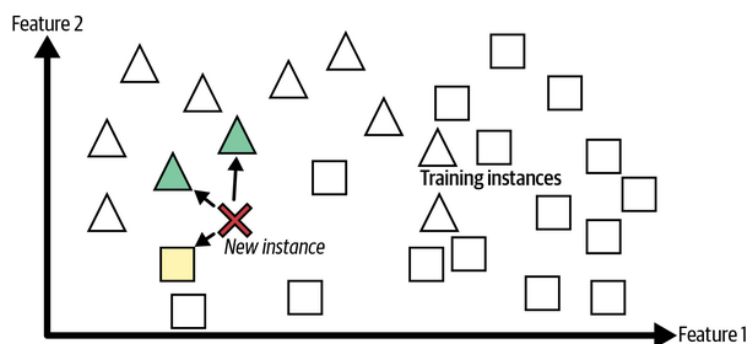 Feature 2
Training instances
New instance
Feature 1